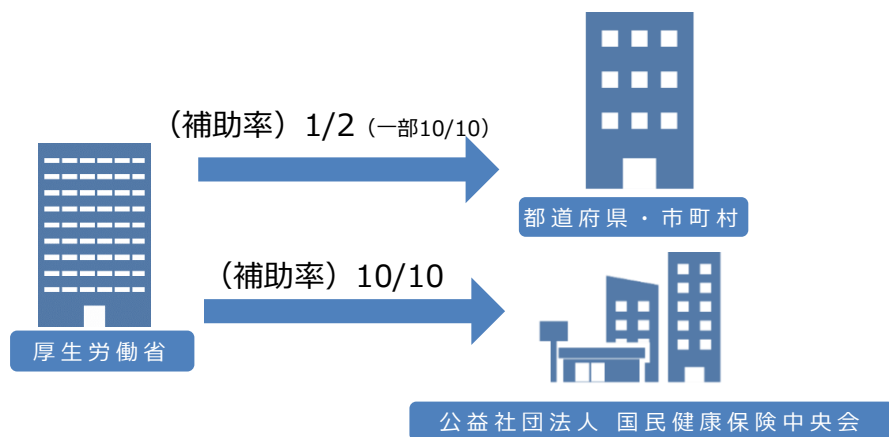 （補助率）1/2（一部10/10）
都道府県・市町村
（補助率）10/10
厚生労働省
公益社団法人 国民健康保険中央会